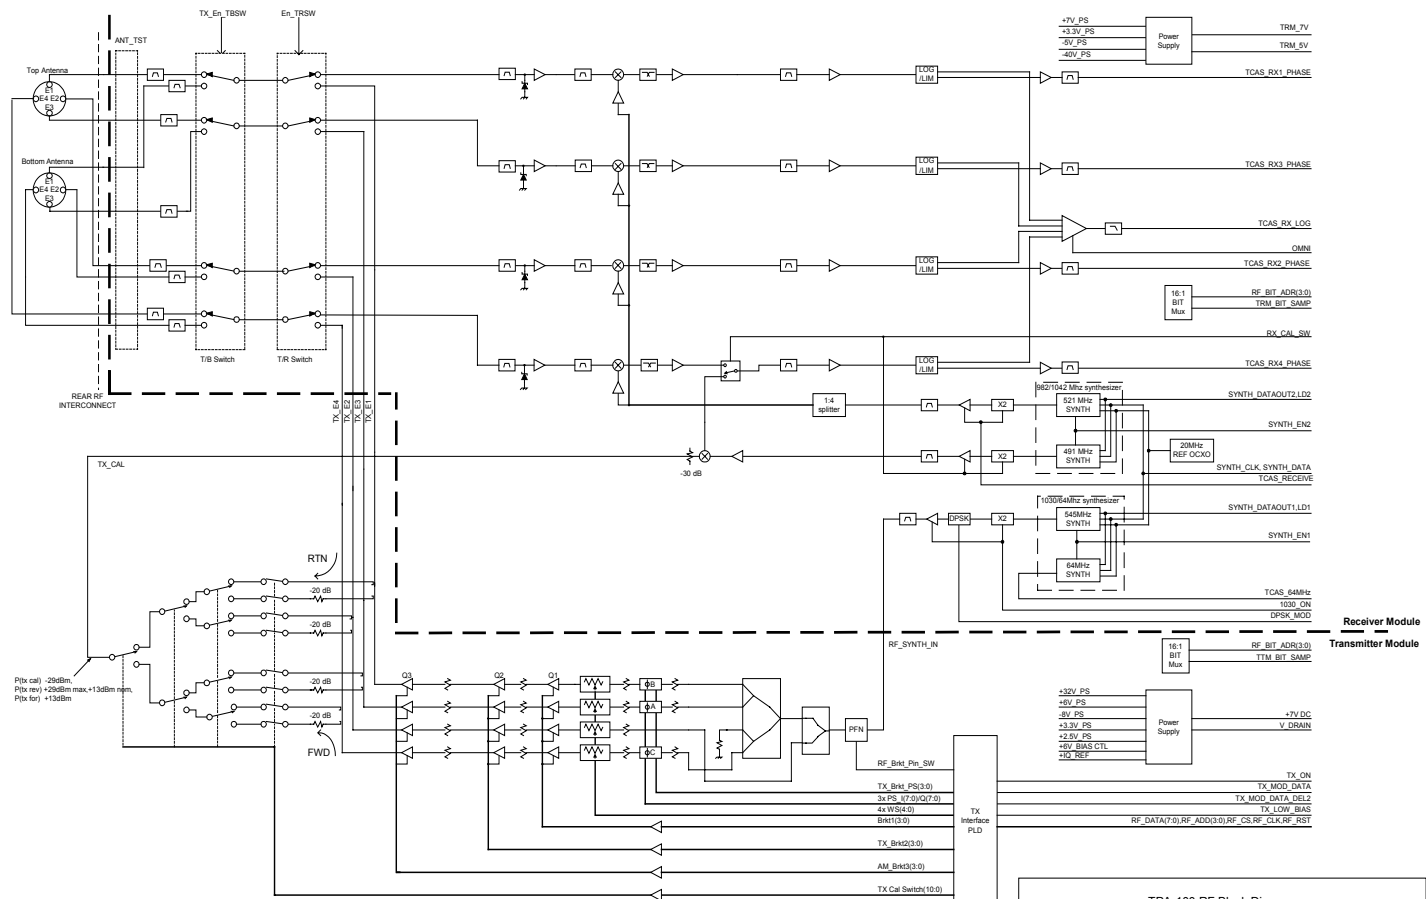 TX_En_TBSW
En_TRSW
ANT_TST
Top Antenna
E1
E4 E2
E3
Bottom Antenna
E1
E4 E2
E3
T/B Switch
T/R Switch
REAR RF
INTERCONNECT
TX_E4
TX_E2
TX_E3
TX_E1
+7V_PS
+3.3V_PS
-5V_PS
-40V_PS
Power
Supply
TRM_7V
TRM_5V
LOG
/LIM
TCAS_RX1_PHASE
LOG
/LIM
TCAS_RX3_PHASE
TCAS_RX_LOG
OMNI
LOG
/LIM
TCAS_RX2_PHASE
16:1
BIT
Mux
RF_BIT_ADR(3:0)
TRM_BIT_SAMP
RX_CAL_SW
LOG
/LIM
TCAS_RX4_PHASE
982/1042 Mhz synthesizer
1:4
splitter
X2
521 MHz
SYNTH
SYNTH_DATAOUT2,LD2
SYNTH_EN2
X2
491 MHz
SYNTH
20MHz
REF OCXO
SYNTH_CLK, SYNTH_DATA
TCAS_RECEIVE
TX_CAL
-30 dB
1030/64Mhz synthesizer
DPSK
X2
545MHz
SYNTH
SYNTH_DATAOUT1,LD1
SYNTH_EN1
64MHz
SYNTH
TCAS_64MHz
1030_ON
DPSK_MOD
Receiver Module
Transmitter Module
RF_SYNTH_IN
RTN
-20 dB
-20 dB
-20 dB
-20 dB
FWD
P(tx cal) -29dBm,
P(tx rev) +29dBm max,+13dBm nom,
P(tx for) +13dBm
16:1
BIT
Mux
RF_BIT_ADR(3:0)
TTM_BIT_SAMP
Q3
Q2
Q1
ɸB
ɸA
ɸC
PFN
+32V_PS
+6V_PS
-8V_PS
+3.3V_PS
+2.5V_PS
+6V_BIAS CTL
+IQ_REF
Power
Supply
+7V DC
V_DRAIN
RF_Brkt_Pin_SW
TX_Brkt_PS(3:0)
3x PS_I(7:0)/Q(7:0)
4x WS(4:0)
Brkt1(3:0)
TX_Brkt2(3:0)
AM_Brkt3(3:0)
TX Cal Switch(10:0)
TX
Interface
PLD
TX_ON
TX_MOD_DATA
TX_MOD_DATA_DEL2
TX_LOW_BIAS
RF_DATA(7:0),RF_ADD(3:0),RF_CS,RF_CLK,RF_RST